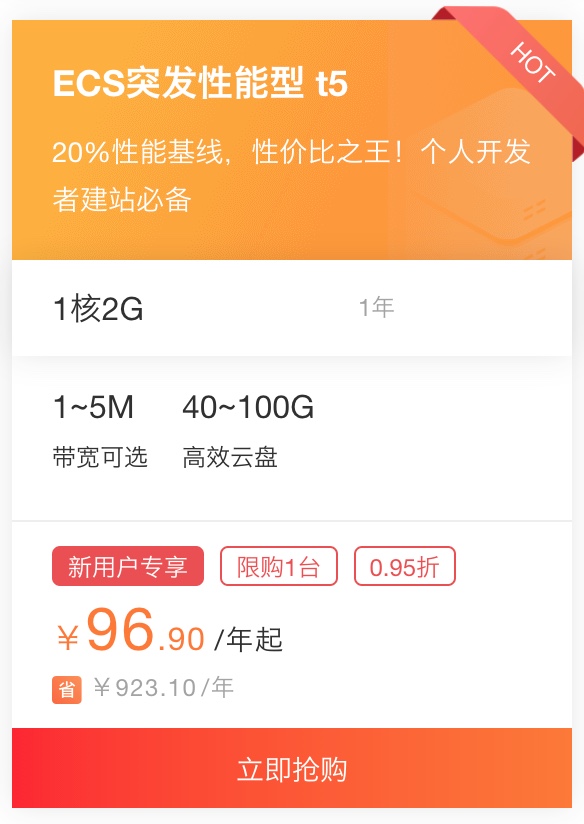 HOT
ECS突发性能型 t5
20%性能基线，性价比之王！个人开发
者建站必备
1核2G 1年
1~5M 40~100G
带宽可选 高效云盘
新用户专享 限购1台 0.95折
￥96.90 /年起
省 ￥923.10/年
立即抢购